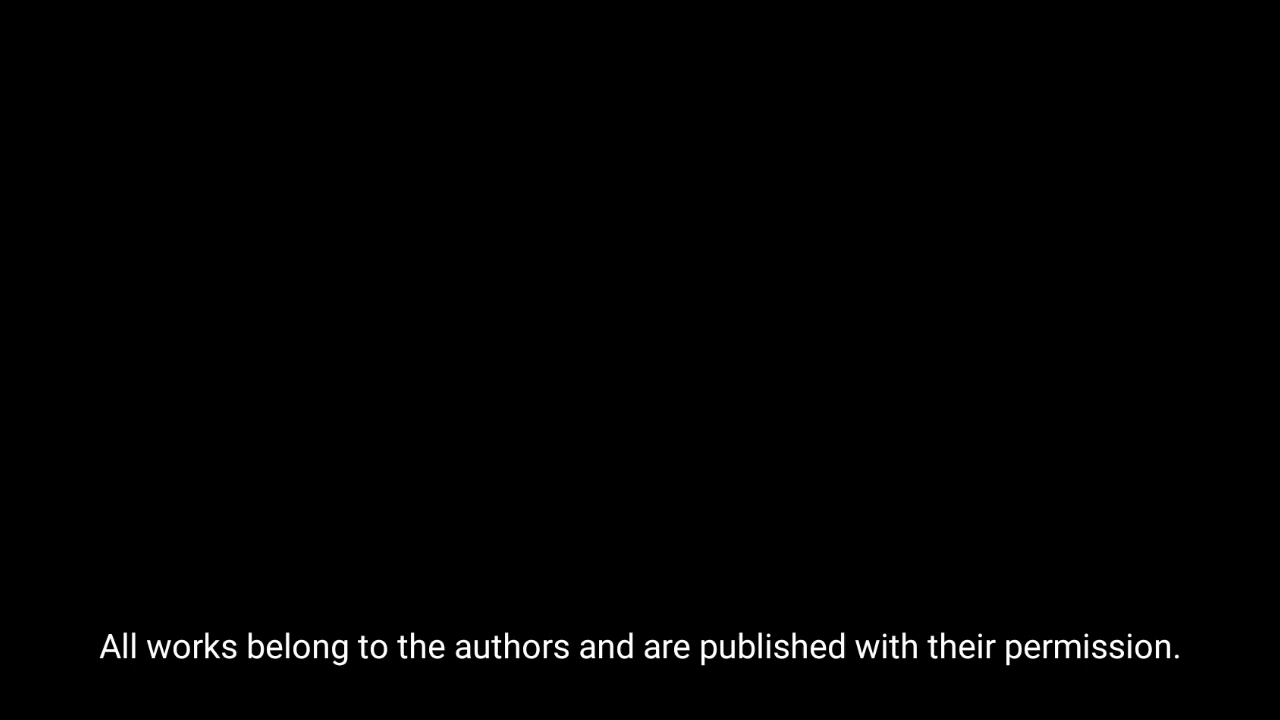 All works belong to the authors and are published with their permission.